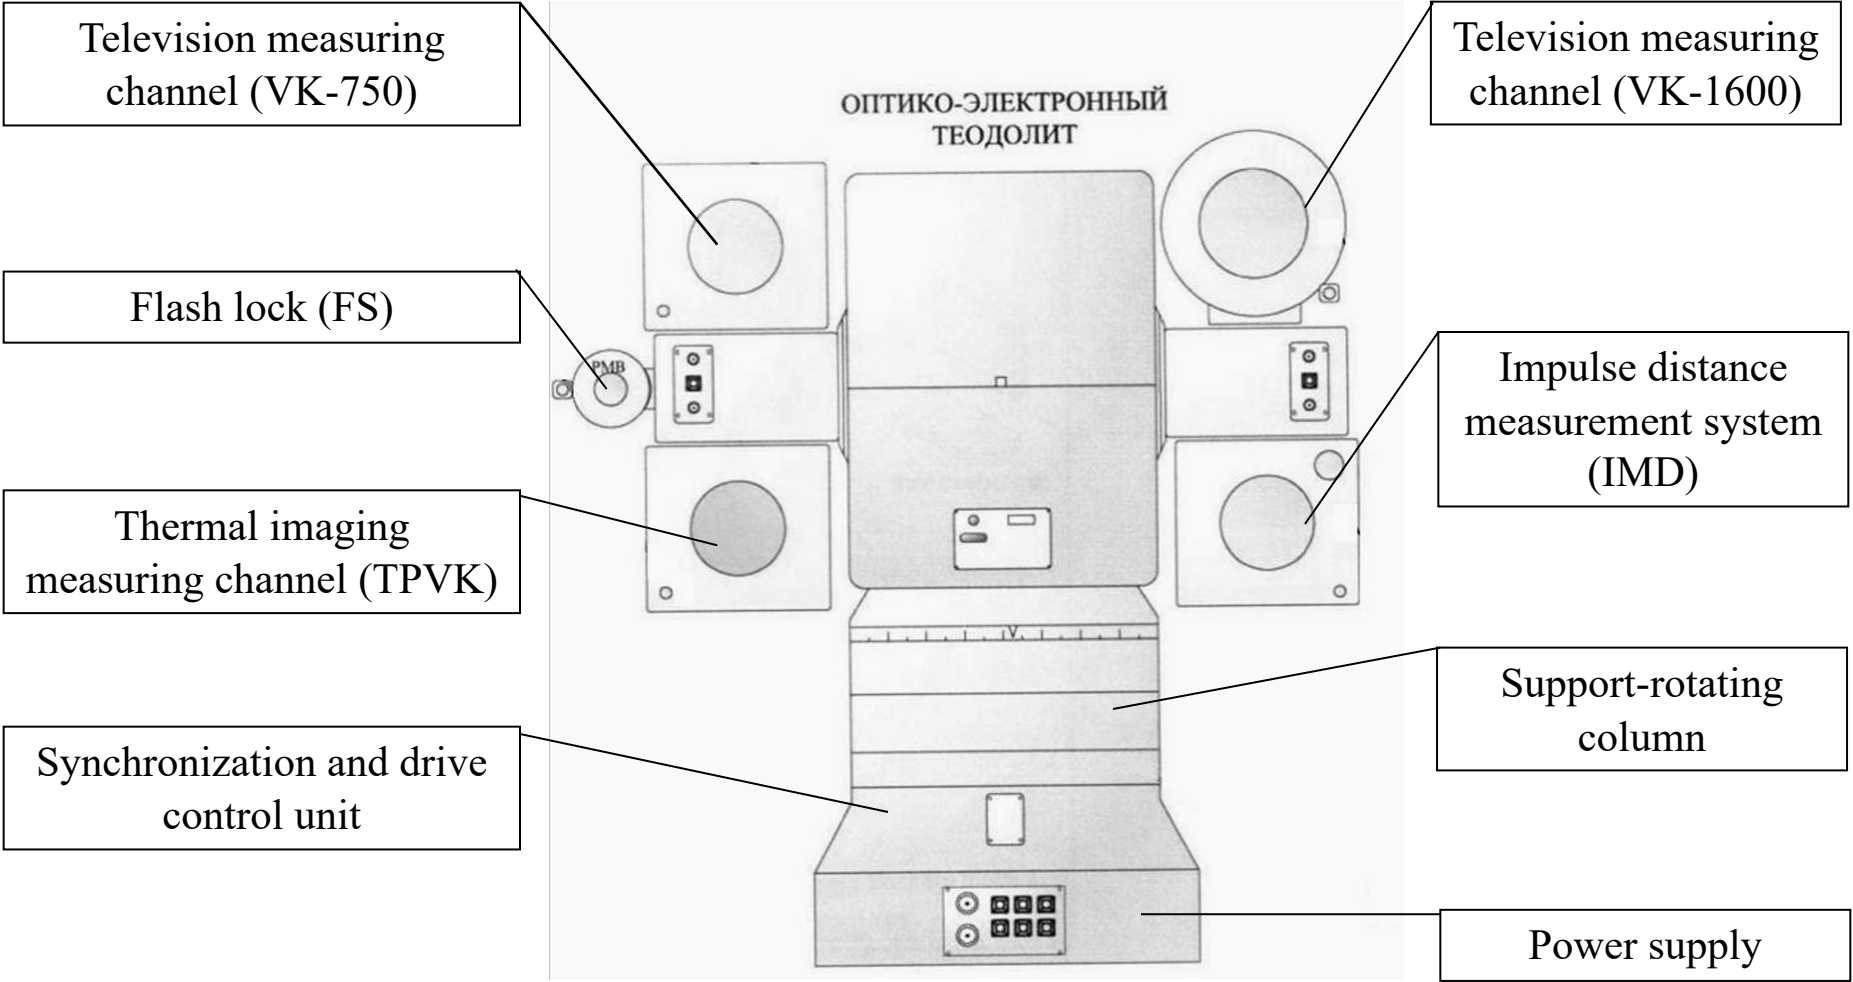 Television measuring
channel (VK-750)
Television measuring
channel (VK-1600)
ОПТИКО-ЭЛЕКТРОННЫЙ
ТЕОДОЛИТ
Flash lock (FS)
РМВ
Impulse distance
measurement system
(IMD)
Thermal imaging
measuring channel (TPVK)
V
Support-rotating
column
Synchronization and drive
control unit
Power supply